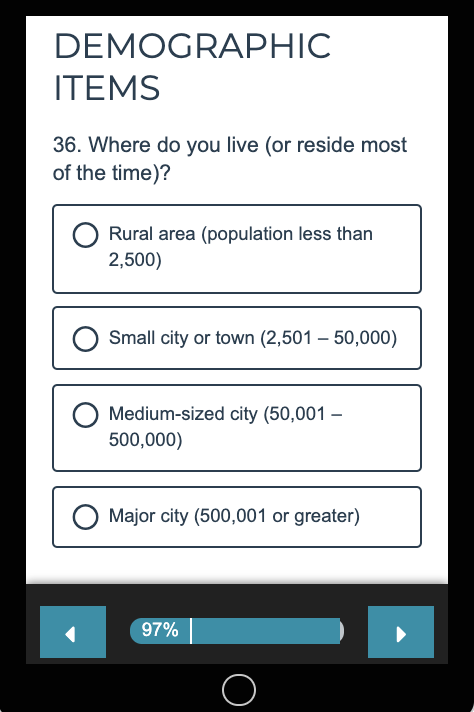 DEMOGRAPHIC
ITEMS
36. Where do you live (or reside most
of the time)?
Rural area (population less than
2,500)
Small city or town (2,501 – 50,000)
Medium-sized city (50,001 –
500,000)
Major city (500,001 or greater)
97%